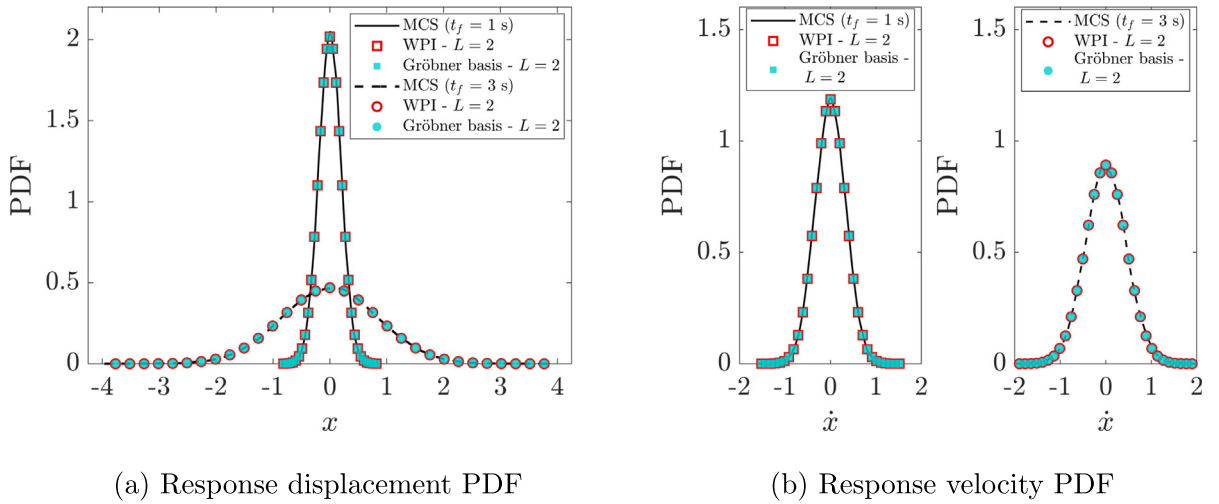 MCS (t_f = 1 s)
WPI - L = 2
Gröbner basis - L = 2
MCS (t_f = 3 s)
WPI - L = 2
Gröbner basis - L = 2
2
1.5
1
0.5
0
PDF
-4 -3 -2 -1 0 1 2 3 4
x
(a) Response displacement PDF
MCS (t_f = 1 s)
WPI - L = 2
Gröbner basis -
L = 2
1.5
1
0.5
0
PDF
-2 -1 0 1 2
ẋ
MCS (t_f = 3 s)
WPI - L = 2
Gröbner basis -
L = 2
1.5
1
0.5
0
PDF
-2 -1 0 1 2
ẋ
(b) Response velocity PDF